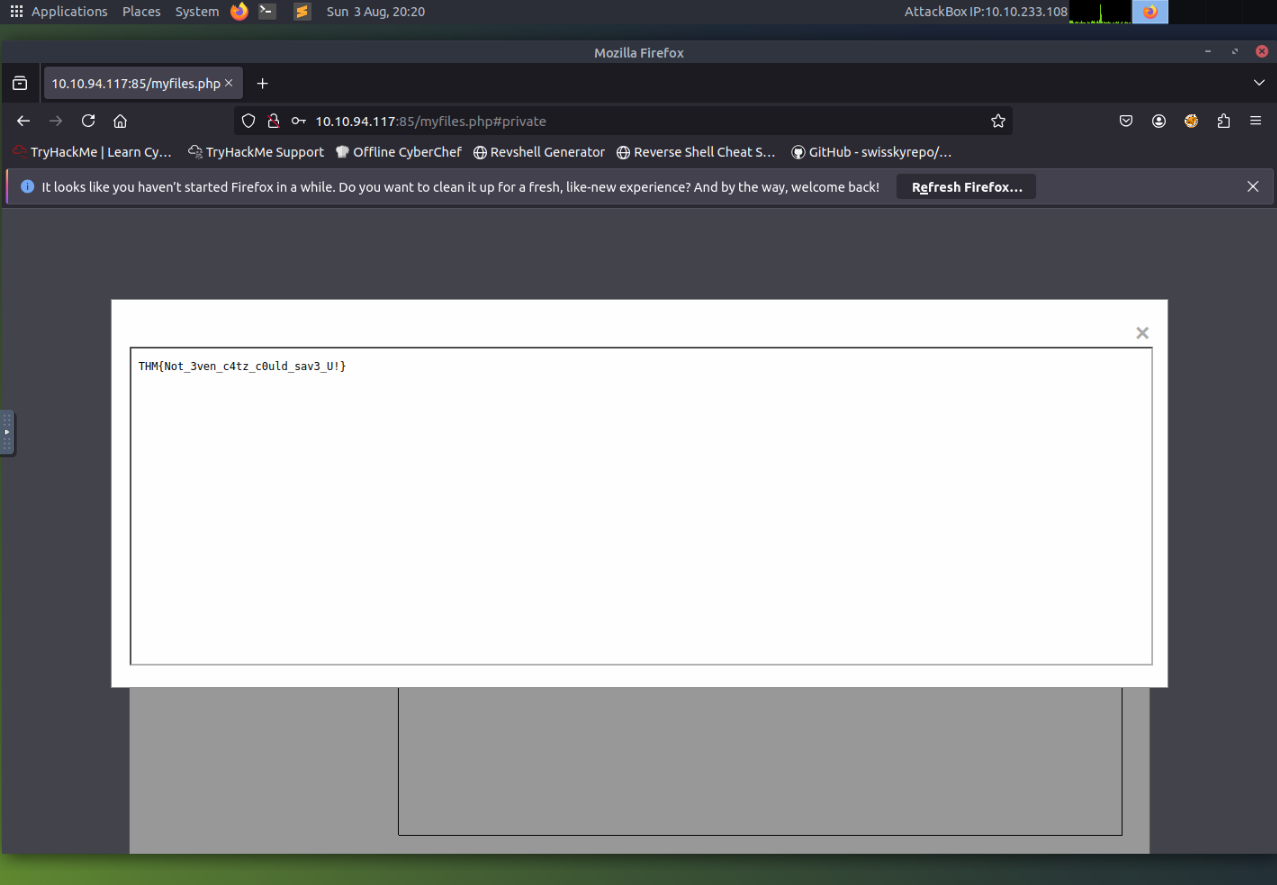 Applications Places System Sun 3 Aug, 20:20 AttackBox IP:10.10.233.108
Mozilla Firefox
10.10.94.117:85/myfiles.php
10.10.94.117:85/myfiles.php#private
TryHackMe | Learn Cy… TryHackMe Support Offline CyberChef Revshell Generator Reverse Shell Cheat S… GitHub - swisskyrepo/…
It looks like you haven't started Firefox in a while. Do you want to clean it up for a fresh, like-new experience? And by the way, welcome back! Refresh Firefox…
THM{Not_3ven_c4tz_c0uld_sav3_U!}